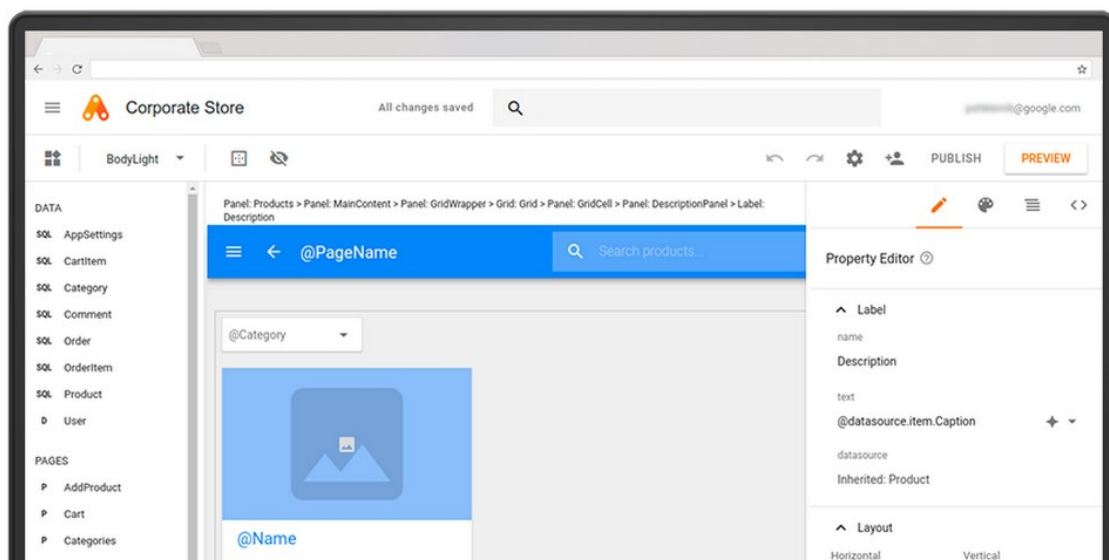 Corporate Store
All changes saved
@google.com
BodyLight
PUBLISH
PREVIEW
DATA
SQL AppSettings
SQL CartItem
SQL Category
SQL Comment
SQL Order
SQL OrderItem
SQL Product
D User
PAGES
P AddProduct
P Cart
P Categories
Panel: Products > Panel: MainContent > Panel: GridWrapper > Grid: Grid > Panel: GridCell > Panel: DescriptionPanel > Label:
Description
@PageName
Search products...
@Category
@Name
Property Editor
Label
name
Description
text
@datasource.item.Caption
datasource
Inherited: Product
Layout
Horizontal Vertical